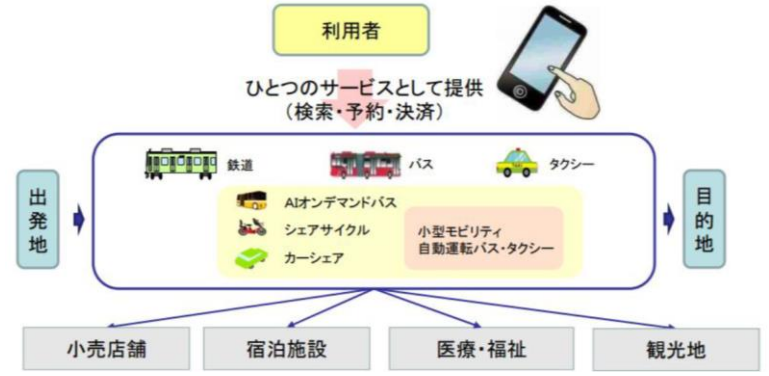 利用者
ひとつのサービスとして提供
(検索・予約・決済)
鉄道
バス
タクシー
出発地
AIオンデマンドバス
シェアサイクル
カーシェア
小型モビリティ
自動運転バス・タクシー
目的地
小売店舗
宿泊施設
医療・福祉
観光地